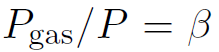 P_gas/P = β